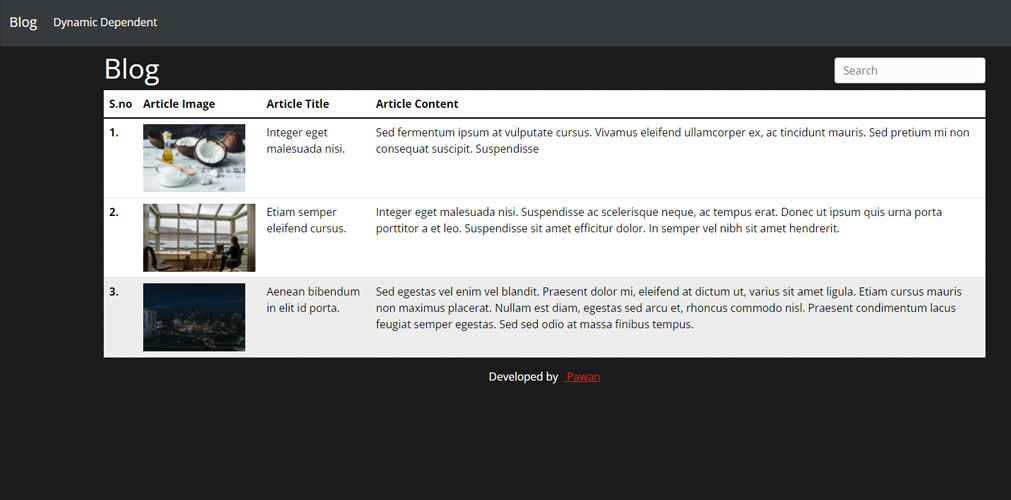 Blog Dynamic Dependent
Blog
Search
S.no Article Image Article Title Article Content
1. Integer eget
malesuada nisi.
Sed fermentum ipsum at vulputate cursus. Vivamus eleifend ullamcorper ex, ac tincidunt mauris. Sed pretium mi non
consequat suscipit. Suspendisse
2. Etiam semper
eleifend cursus.
Integer eget malesuada nisi. Suspendisse ac scelerisque neque, ac tempus erat. Donec ut ipsum quis urna porta
porttitor a et leo. Suspendisse sit amet efficitur dolor. In semper vel nibh sit amet hendrerit.
3. Aenean bibendum
in elit id porta.
Sed egestas vel enim vel blandit. Praesent dolor mi, eleifend at dictum ut, varius sit amet ligula. Etiam cursus mauris
non maximus placerat. Nullam est diam, egestas sed arcu et, rhoncus commodo nisl. Praesent condimentum lacus
feugiat semper egestas. Sed sed odio at massa finibus tempus.
Developed by Pawan